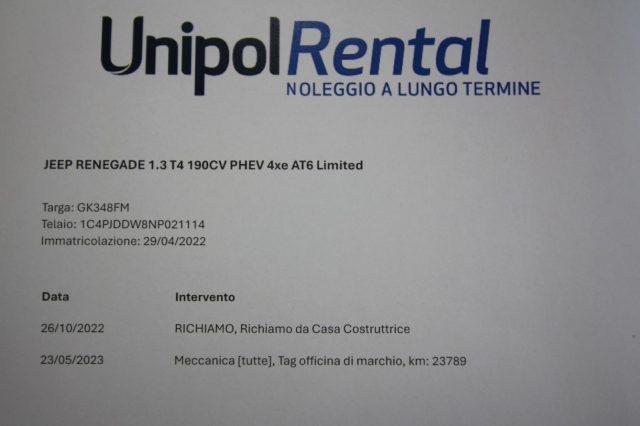 UnipolRental
NOLEGGIO A LUNGO TERMINE
JEEP RENEGADE 1.3 T4 190CV PHEV 4xe AT6 Limited
Targa: GK348FM
Telaio: 1C4PJDDW8NP021114
Immatricolazione: 29/04/2022
Data Intervento
26/10/2022 RICHIAMO, Richiamo da Casa Costruttrice
23/05/2023 Meccanica [tutte], Tag officina di marchio, km: 23789